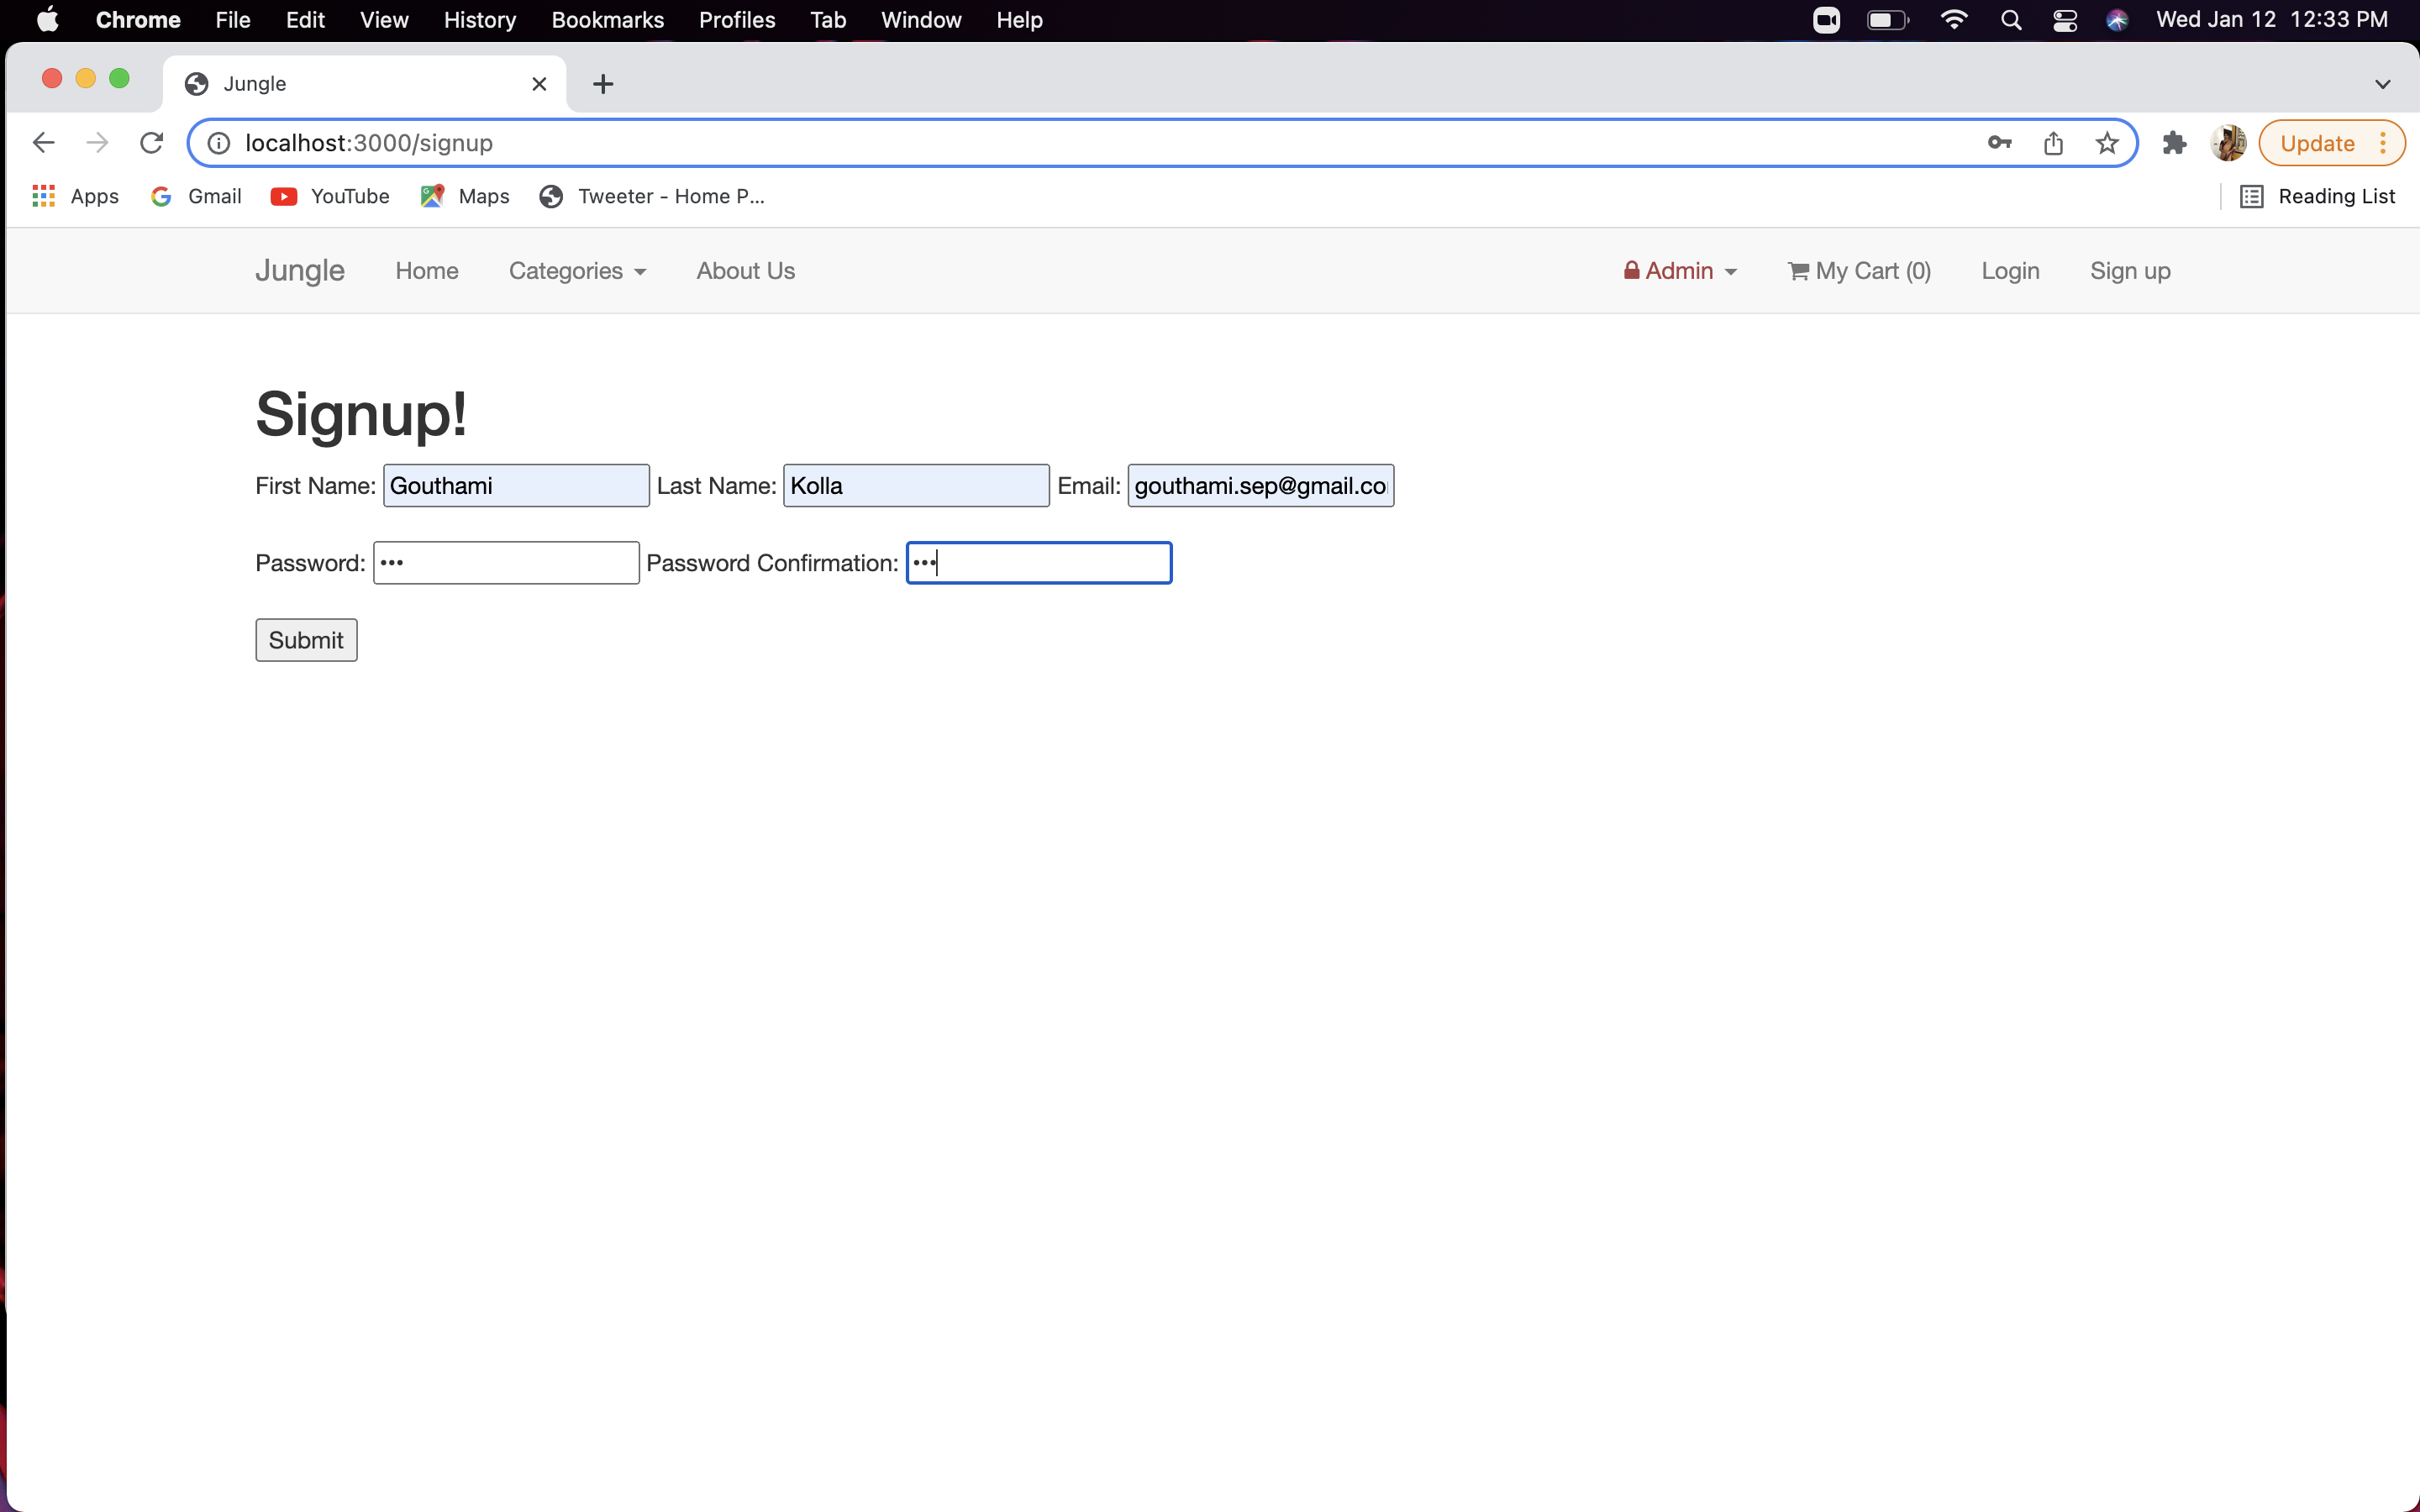 Chrome File Edit View History Bookmarks Profiles Tab Window Help Wed Jan 12 12:33 PM
Jungle
localhost:3000/signup Update
Apps Gmail YouTube Maps Tweeter - Home P... Reading List
Jungle Home Categories About Us Admin My Cart (0) Login Sign up
Signup!
First Name: Gouthami Last Name: Kolla Email: gouthami.sep@gmail.co
Password: ••• Password Confirmation: •••
Submit